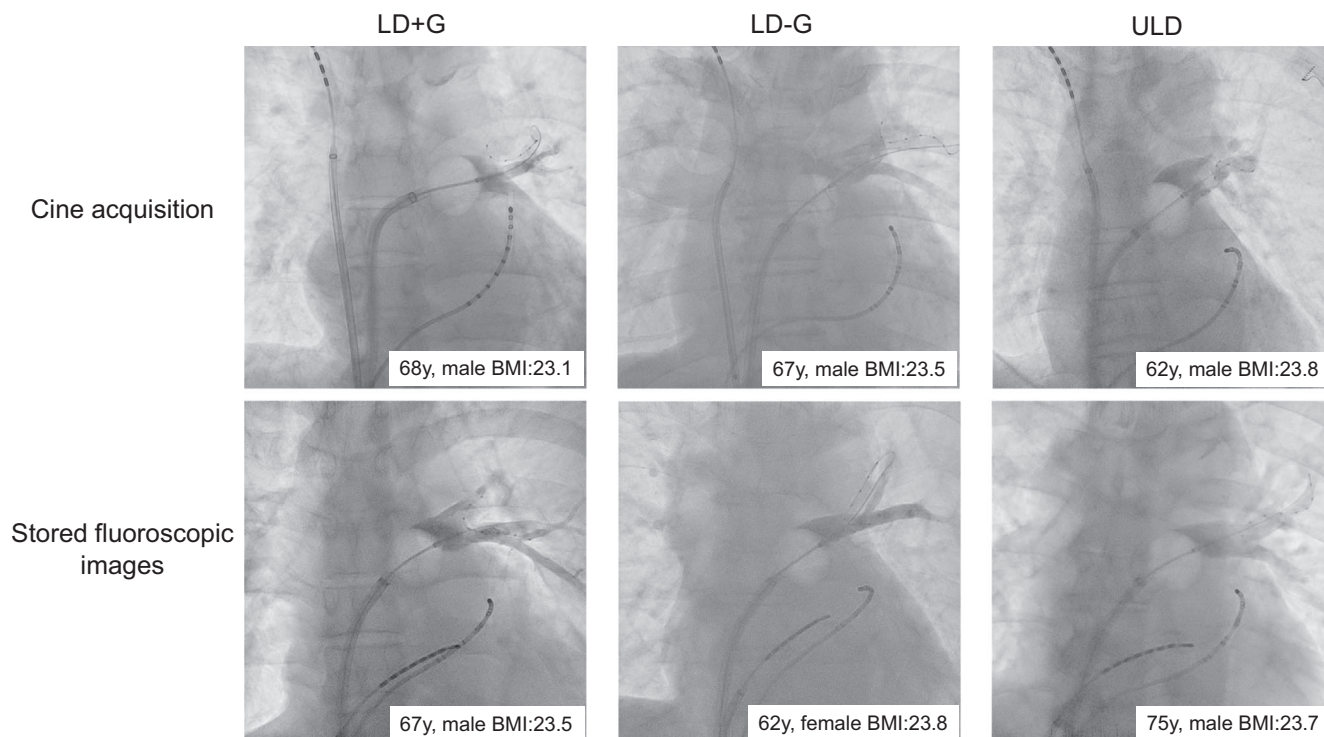 LD+G
LD-G
ULD
Cine acquisition
68y, male BMI:23.1
67y, male BMI:23.5
62y, male BMI:23.8
Stored fluoroscopic
images
67y, male BMI:23.5
62y, female BMI:23.8
75y, male BMI:23.7